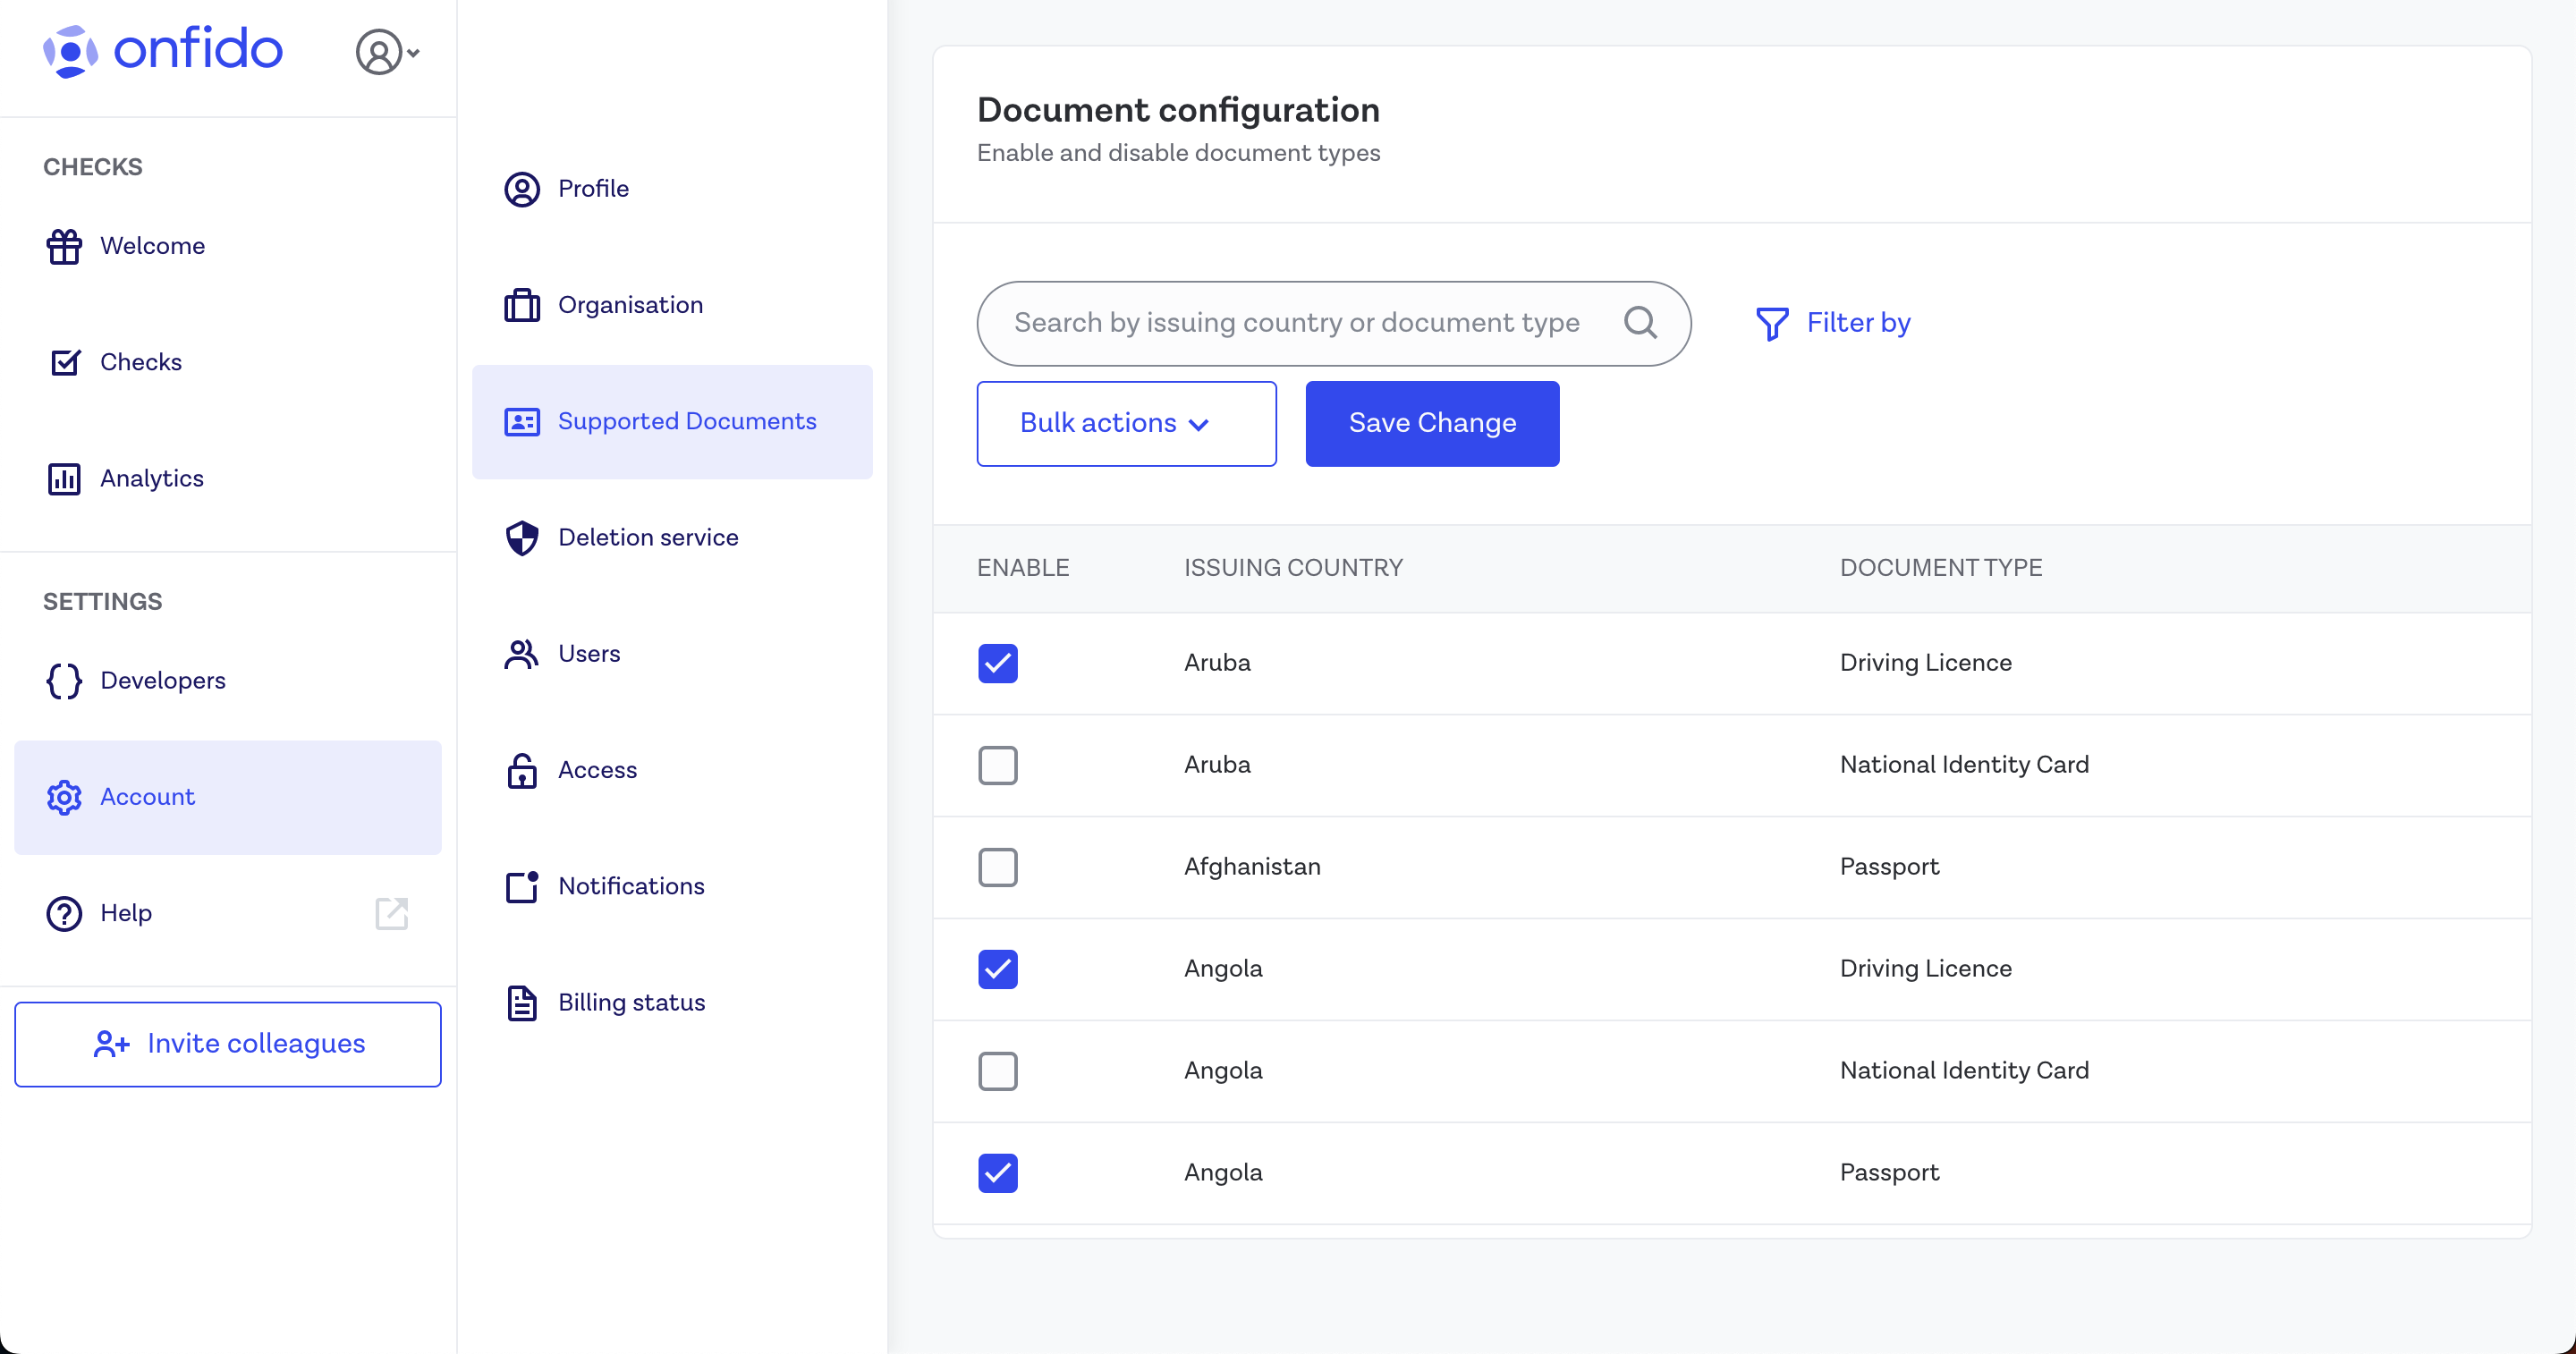 onfido
CHECKS
Welcome
Checks
Analytics
SETTINGS
Developers
Account
Help
Invite colleagues
Profile
Organisation
Supported Documents
Deletion service
Users
Access
Notifications
Billing status
Document configuration
Enable and disable document types
Search by issuing country or document type
Filter by
Bulk actions
Save Change
ENABLE ISSUING COUNTRY DOCUMENT TYPE
Aruba Driving Licence
Aruba National Identity Card
Afghanistan Passport
Angola Driving Licence
Angola National Identity Card
Angola Passport